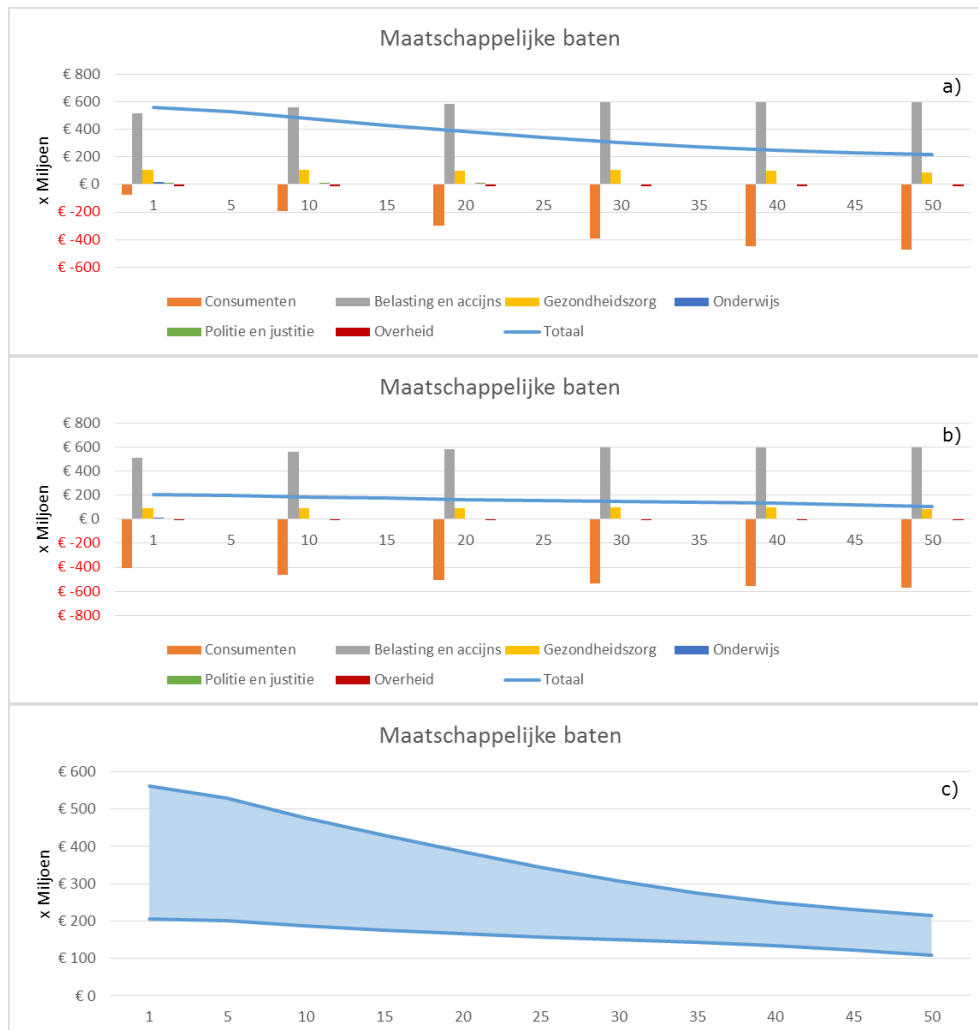 Maatschappelijke baten
a)
€ 800
€ 600
€ 400
€ 200
€ 0
€ -200
€ -400
€ -600
x Miljoen
1 5 10 15 20 25 30 35 40 45 50
Consumenten Belasting en accijns Gezondheidszorg Onderwijs
Politie en justitie Overheid Totaal
Maatschappelijke baten
b)
€ 800
€ 600
€ 400
€ 200
€ 0
€ -200
€ -400
€ -600
€ -800
x Miljoen
1 5 10 15 20 25 30 35 40 45 50
Consumenten Belasting en accijns Gezondheidszorg Onderwijs
Politie en justitie Overheid Totaal
Maatschappelijke baten
c)
€ 600
€ 500
€ 400
€ 300
€ 200
€ 100
€ 0
x Miljoen
1 5 10 15 20 25 30 35 40 45 50